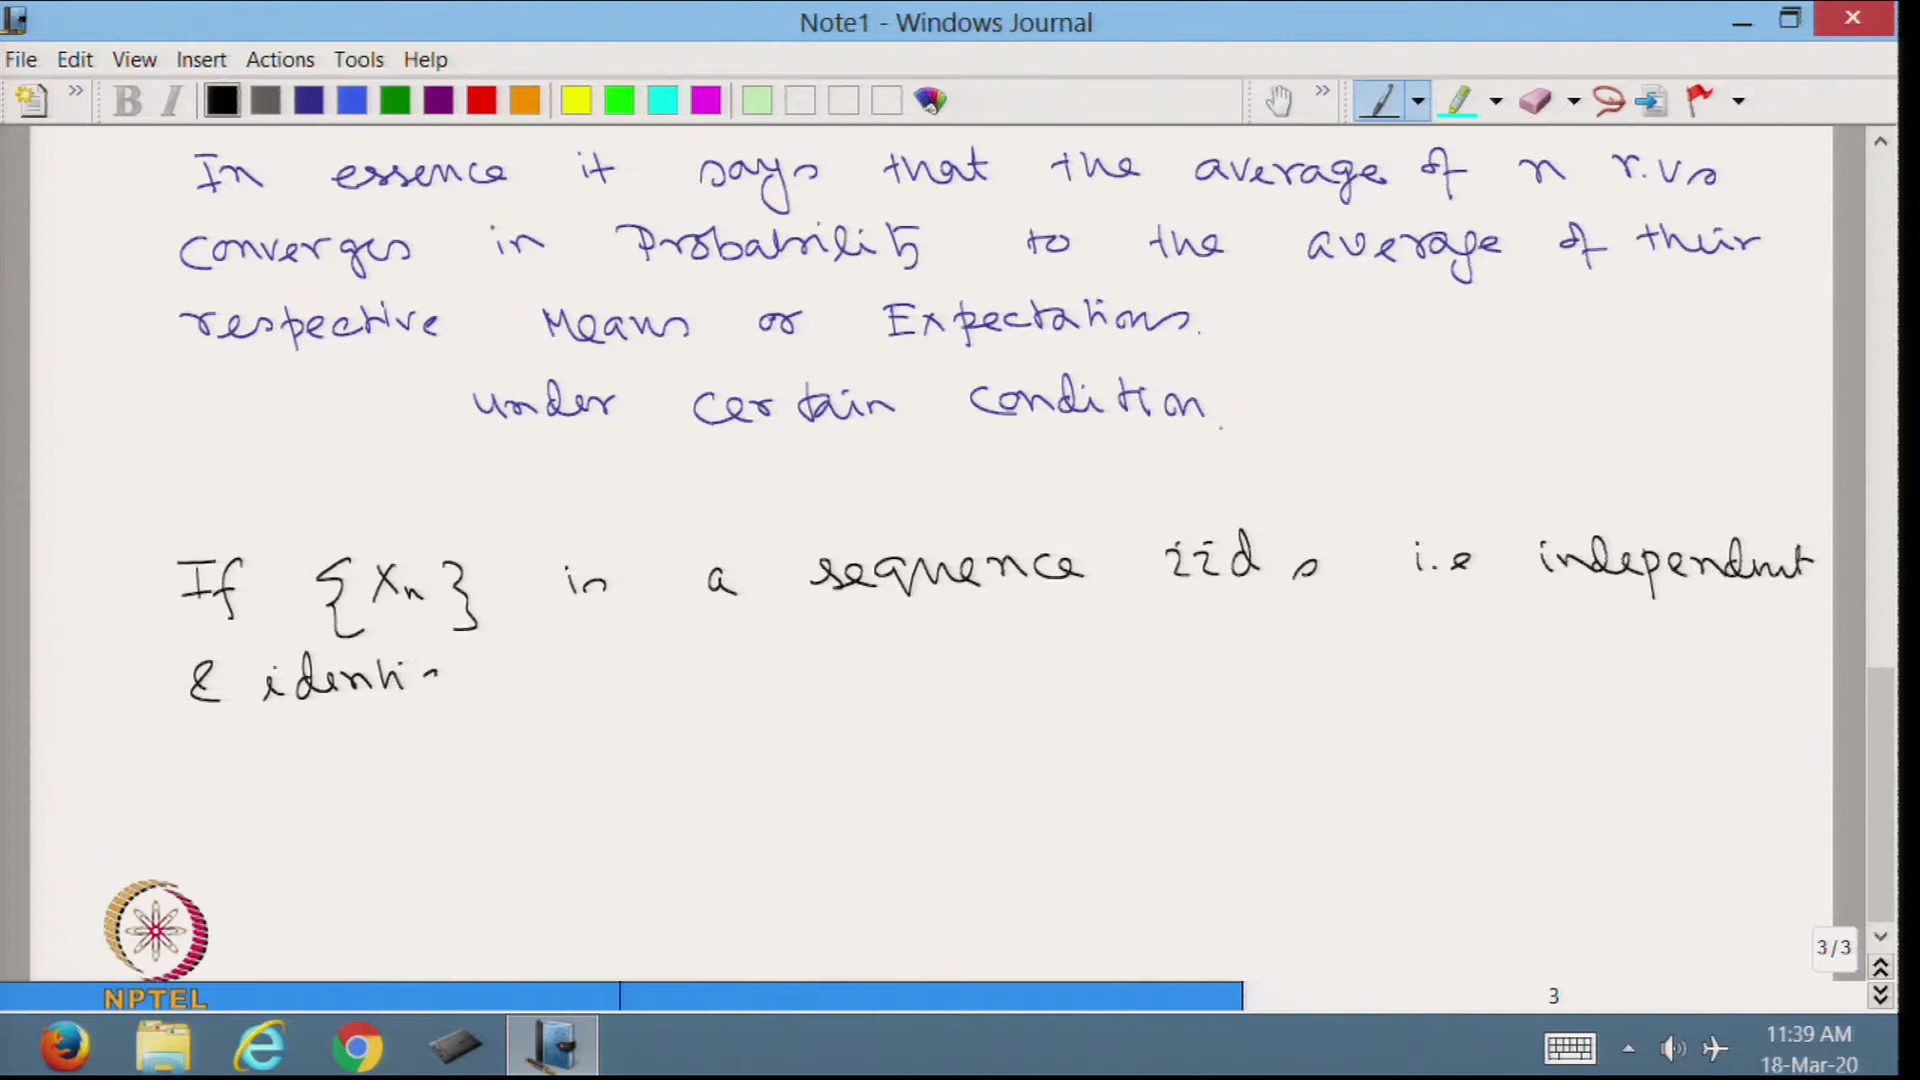 Note1 - Windows Journal
File Edit View Insert Actions Tools Help
B I
In essence it says that the average of n r.vs
converges in Probability to the average of their
respective Means or Expectations.
under certain condition.
If {Xn} is a sequence iid s i.e independent
& identi
3/3
NPTEL
3
11:39 AM
18-Mar-20